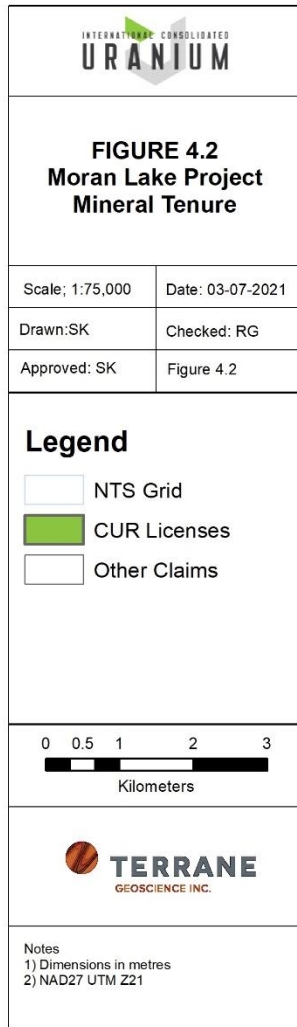 INTERNATIONAL CONSOLIDATED
URANIUM
FIGURE 4.2
Moran Lake Project
Mineral Tenure
Scale; 1:75,000
Date: 03-07-2021
Drawn:SK
Checked: RG
Approved: SK
Figure 4.2
Legend
NTS Grid
CUR Licenses
Other Claims
0 0.5 1 2 3
Kilometers
TERRANE
GEOSCIENCE INC.
Notes
1) Dimensions in metres
2) NAD27 UTM Z21